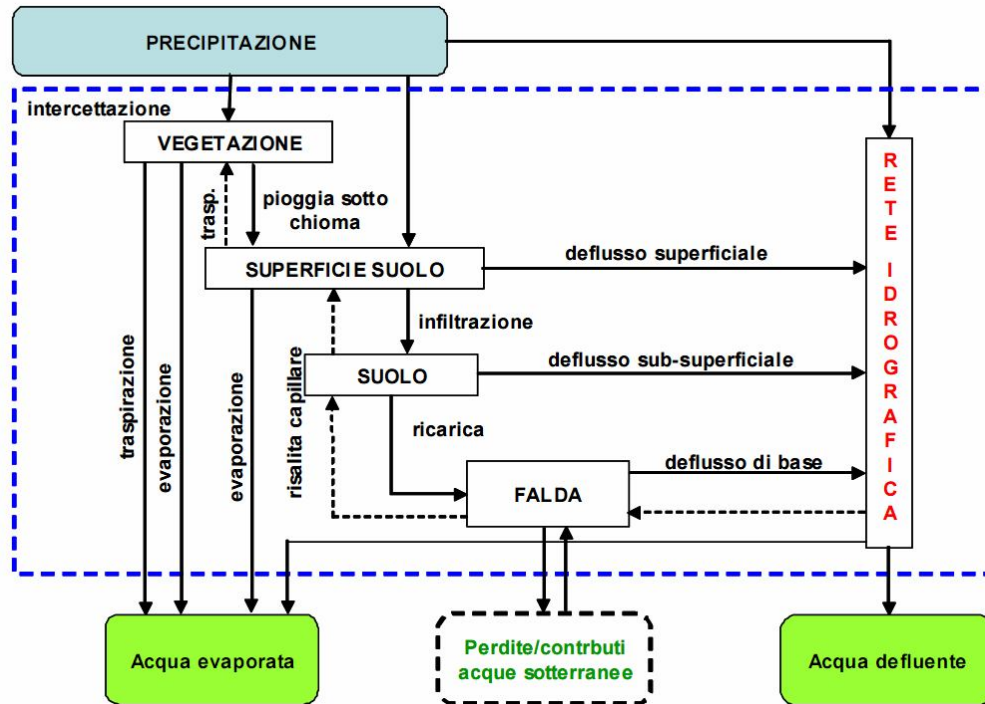 PRECIPITAZIONE
intercettazione
VEGETAZIONE
trasp.
pioggia sotto
chioma
SUPERFICIE SUOLO
deflusso superficiale
infiltrazione
SUOLO
deflusso sub-superficiale
traspirazione
evaporazione
evaporazione
risalita capillare
ricarica
FALDA
deflusso di base
RETE IDROGRAFICA
Acqua evaporata
Perdite/contrbuti
acque sotterranee
Acqua defluente